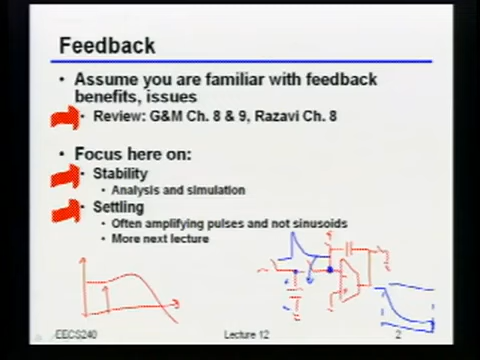 Feedback
• Assume you are familiar with feedback
benefits, issues
• Review: G&M Ch. 8 & 9, Razavi Ch. 8
• Focus here on:
• Stability
• Analysis and simulation
• Settling
• Often amplifying pulses and not sinusoids
• More next lecture
EECS240
Lecture 12
2